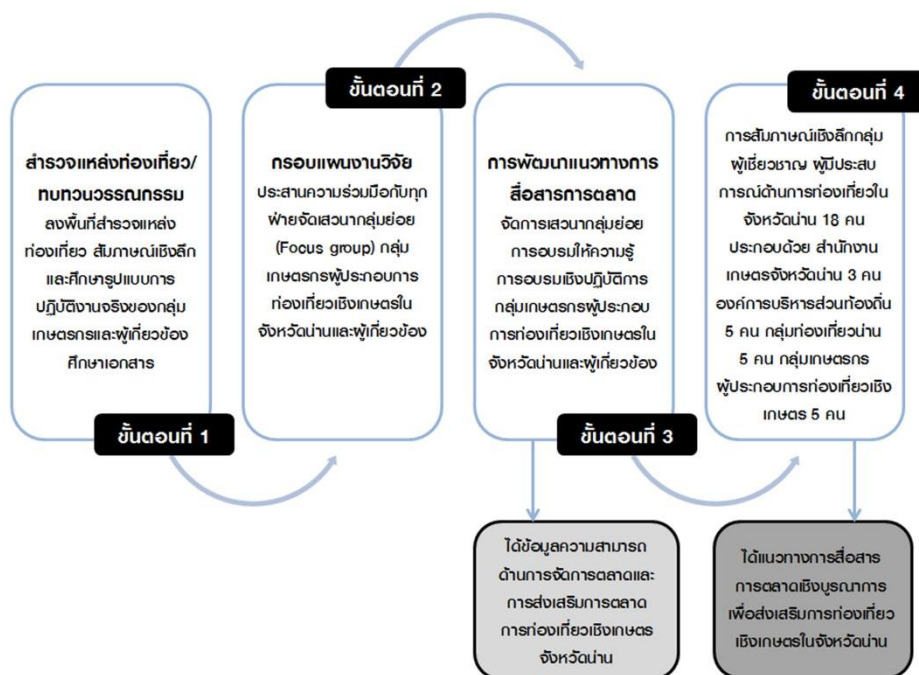 ขั้นตอนที่ 1
สำรวจแหล่งท่องเที่ยว/
ทบทวนวรรณกรรม
ลงพื้นที่สำรวจแหล่ง
ท่องเที่ยว สัมภาษณ์เชิงลึก
และศึกษารูปแบบการ
ปฏิบัติงานจริงของกลุ่ม
เกษตรกรและผู้เกี่ยวข้อง
ศึกษาเอกสาร
ขั้นตอนที่ 2
กรอบแผนงานวิจัย
ประสานความร่วมมือกับทุก
ฝ่ายจัดเสวนากลุ่มย่อย
(Focus group) กลุ่ม
เกษตรกรผู้ประกอบการ
ท่องเที่ยวเชิงเกษตรใน
จังหวัดน่านและผู้เกี่ยวข้อง
ขั้นตอนที่ 3
การพัฒนาแนวทางการ
สื่อสารการตลาด
จัดการเสวนากลุ่มย่อย
การอบรมให้ความรู้
การอบรมเชิงปฏิบัติการ
กลุ่มเกษตรกรผู้ประกอบ
การท่องเที่ยวเชิงเกษตรใน
จังหวัดน่านและผู้เกี่ยวข้อง
ขั้นตอนที่ 4
การสัมภาษณ์เชิงลึกกลุ่ม
ผู้เชี่ยวชาญ ผู้มีประสบ
การณ์ด้านการท่องเที่ยวใน
จังหวัดน่าน 18 คน
ประกอบด้วย สำนักงาน
เกษตรจังหวัดน่าน 3 คน
องค์การบริหารส่วนท้องถิ่น
5 คน กลุ่มท่องเที่ยวน่าน
5 คน กลุ่มเกษตรกร
ผู้ประกอบการท่องเที่ยวเชิง
เกษตร 5 คน
ได้ข้อมูลความสามารถ
ด้านการจัดการตลาดและ
การส่งเสริมการตลาด
การท่องเที่ยวเชิงเกษตร
จังหวัดน่าน
ได้แนวทางการสื่อสาร
การตลาดเชิงบูรณาการ
เพื่อส่งเสริมการท่องเที่ยว
เชิงเกษตรในจังหวัดน่าน